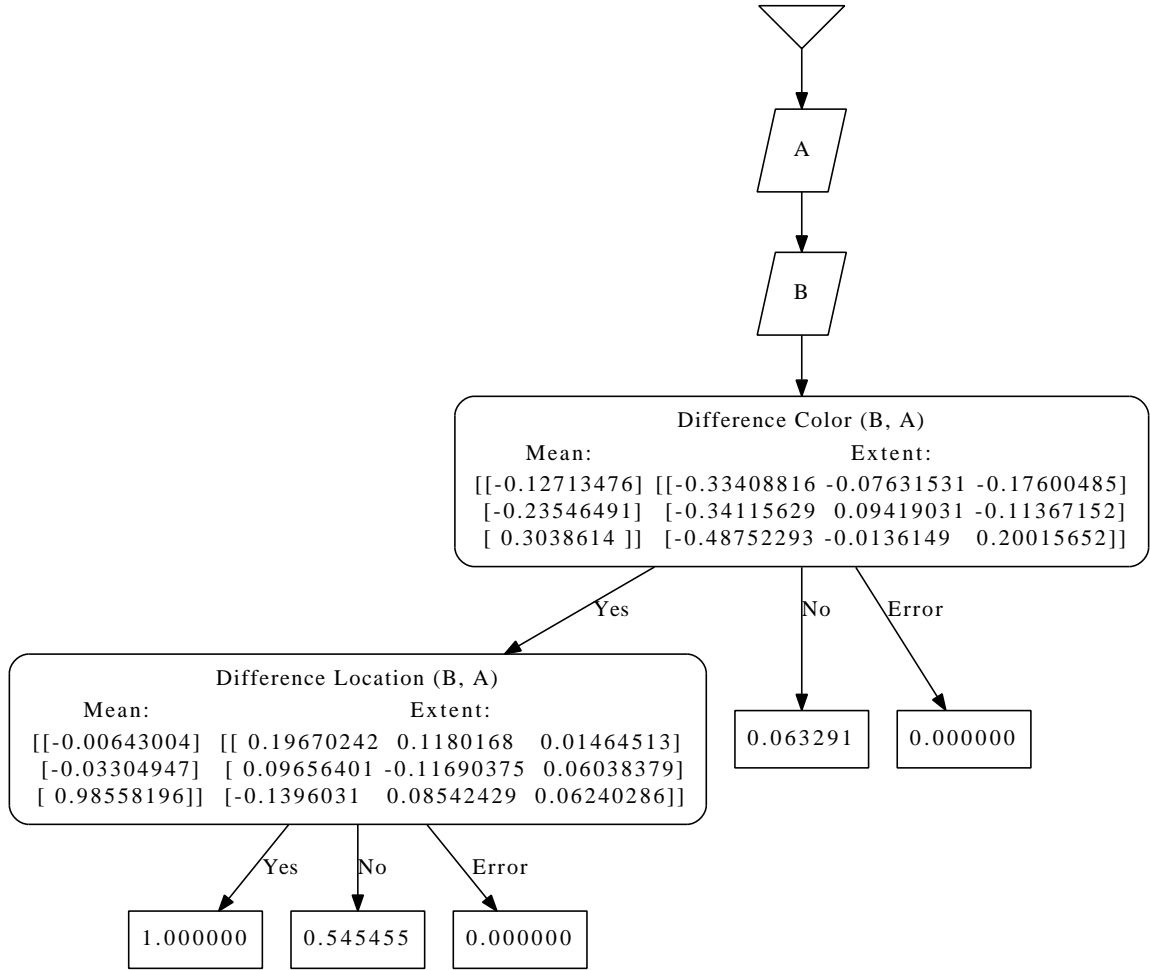 A
B
Difference Color (B, A)
Mean: Extent:
[[-0.12713476] [[-0.33408816 -0.07631531 -0.17600485]
[-0.23546491] [-0.34115629 0.09419031 -0.11367152]
[ 0.3038614 ]] [-0.48752293 -0.0136149 0.20015652]]
Yes No Error
Difference Location (B, A)
Mean: Extent:
[[-0.00643004] [[ 0.19670242 0.1180168 0.01464513]
[-0.03304947] [ 0.09656401 -0.11690375 0.06038379]
[ 0.98558196]] [-0.1396031 0.08542429 0.06240286]]
0.063291 0.000000
Yes No Error
1.000000 0.545455 0.000000